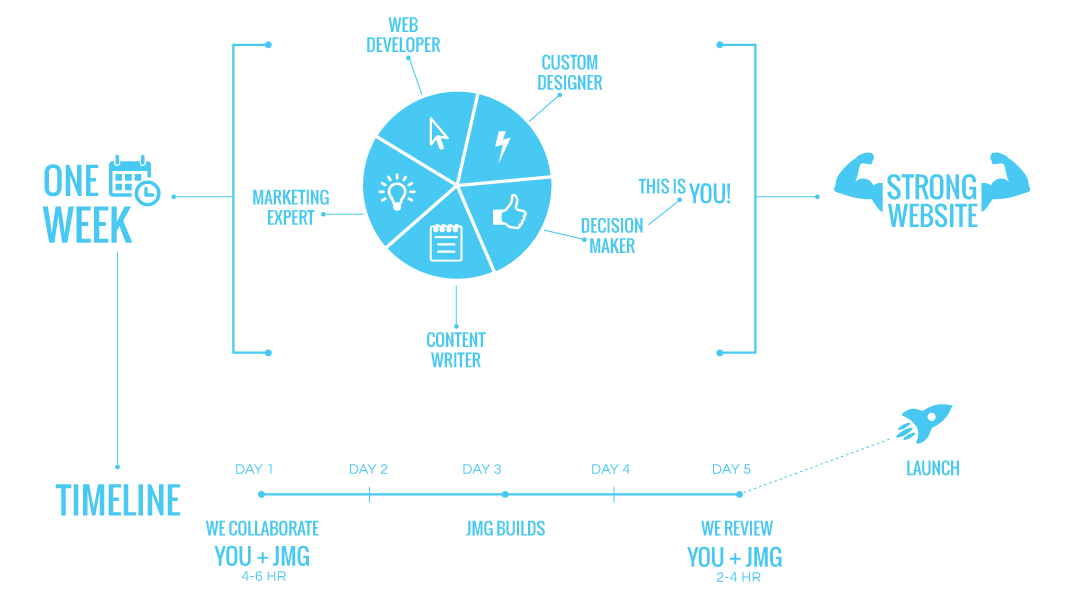 WEB
DEVELOPER
CUSTOM
DESIGNER
ONE
WEEK
MARKETING
EXPERT
THIS IS YOU!
DECISION
MAKER
STRONG
WEBSITE
CONTENT
WRITER
LAUNCH
TIMELINE
DAY 1
DAY 2
DAY 3
DAY 4
DAY 5
WE COLLABORATE
YOU + JMG
4-6 HR
JMG BUILDS
WE REVIEW
YOU + JMG
2-4 HR